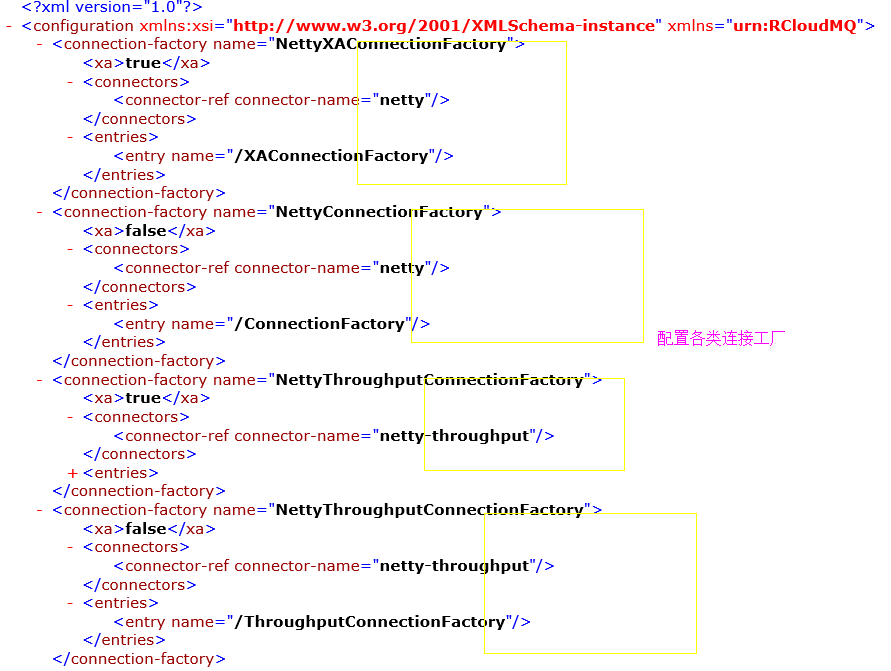 <?xml version="1.0"?>
- <configuration xmlns:xsi="http://www.w3.org/2001/XMLSchema-instance" xmlns="urn:RCloudMQ">
- <connection-factory name="NettyXAConnectionFactory">
<xa>true</xa>
- <connectors>
<connector-ref connector-name="netty"/>
</connectors>
- <entries>
<entry name="/XAConnectionFactory"/>
</entries>
</connection-factory>
- <connection-factory name="NettyConnectionFactory">
<xa>false</xa>
- <connectors>
<connector-ref connector-name="netty"/>
</connectors>
- <entries>
<entry name="/ConnectionFactory"/>
配置各类连接工厂
</entries>
</connection-factory>
- <connection-factory name="NettyThroughputConnectionFactory">
<xa>true</xa>
- <connectors>
<connector-ref connector-name="netty-throughput"/>
</connectors>
+ <entries>
</connection-factory>
- <connection-factory name="NettyThroughputConnectionFactory">
<xa>false</xa>
- <connectors>
<connector-ref connector-name="netty-throughput"/>
</connectors>
- <entries>
<entry name="/ThroughputConnectionFactory"/>
</entries>
</connection-factory>